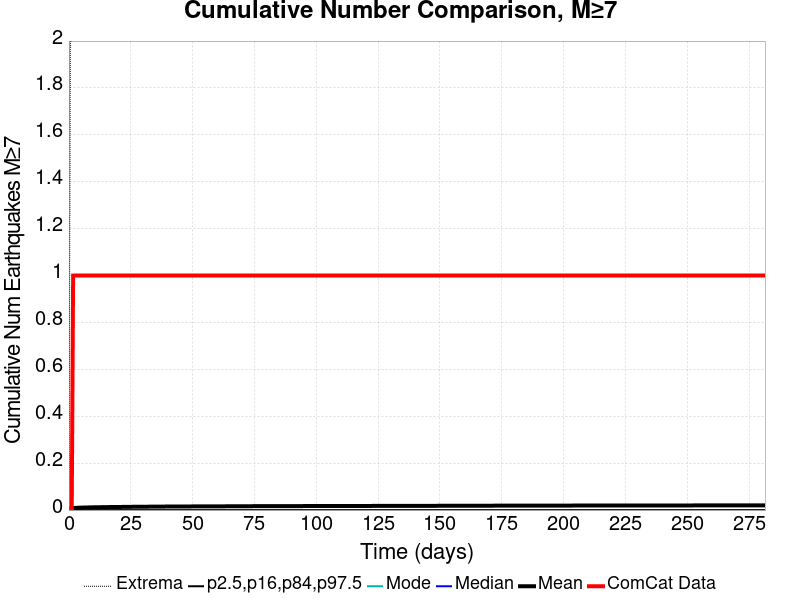 Cumulative Number Comparison, M≥7
Cumulative Num Earthquakes M≥7
2
1.8
1.6
1.4
1.2
1
0.8
0.6
0.4
0.2
0
0 25 50 75 100 125 150 175 200 225 250 275
Time (days)
Extrema p2.5,p16,p84,p97.5 Mode Median Mean ComCat Data